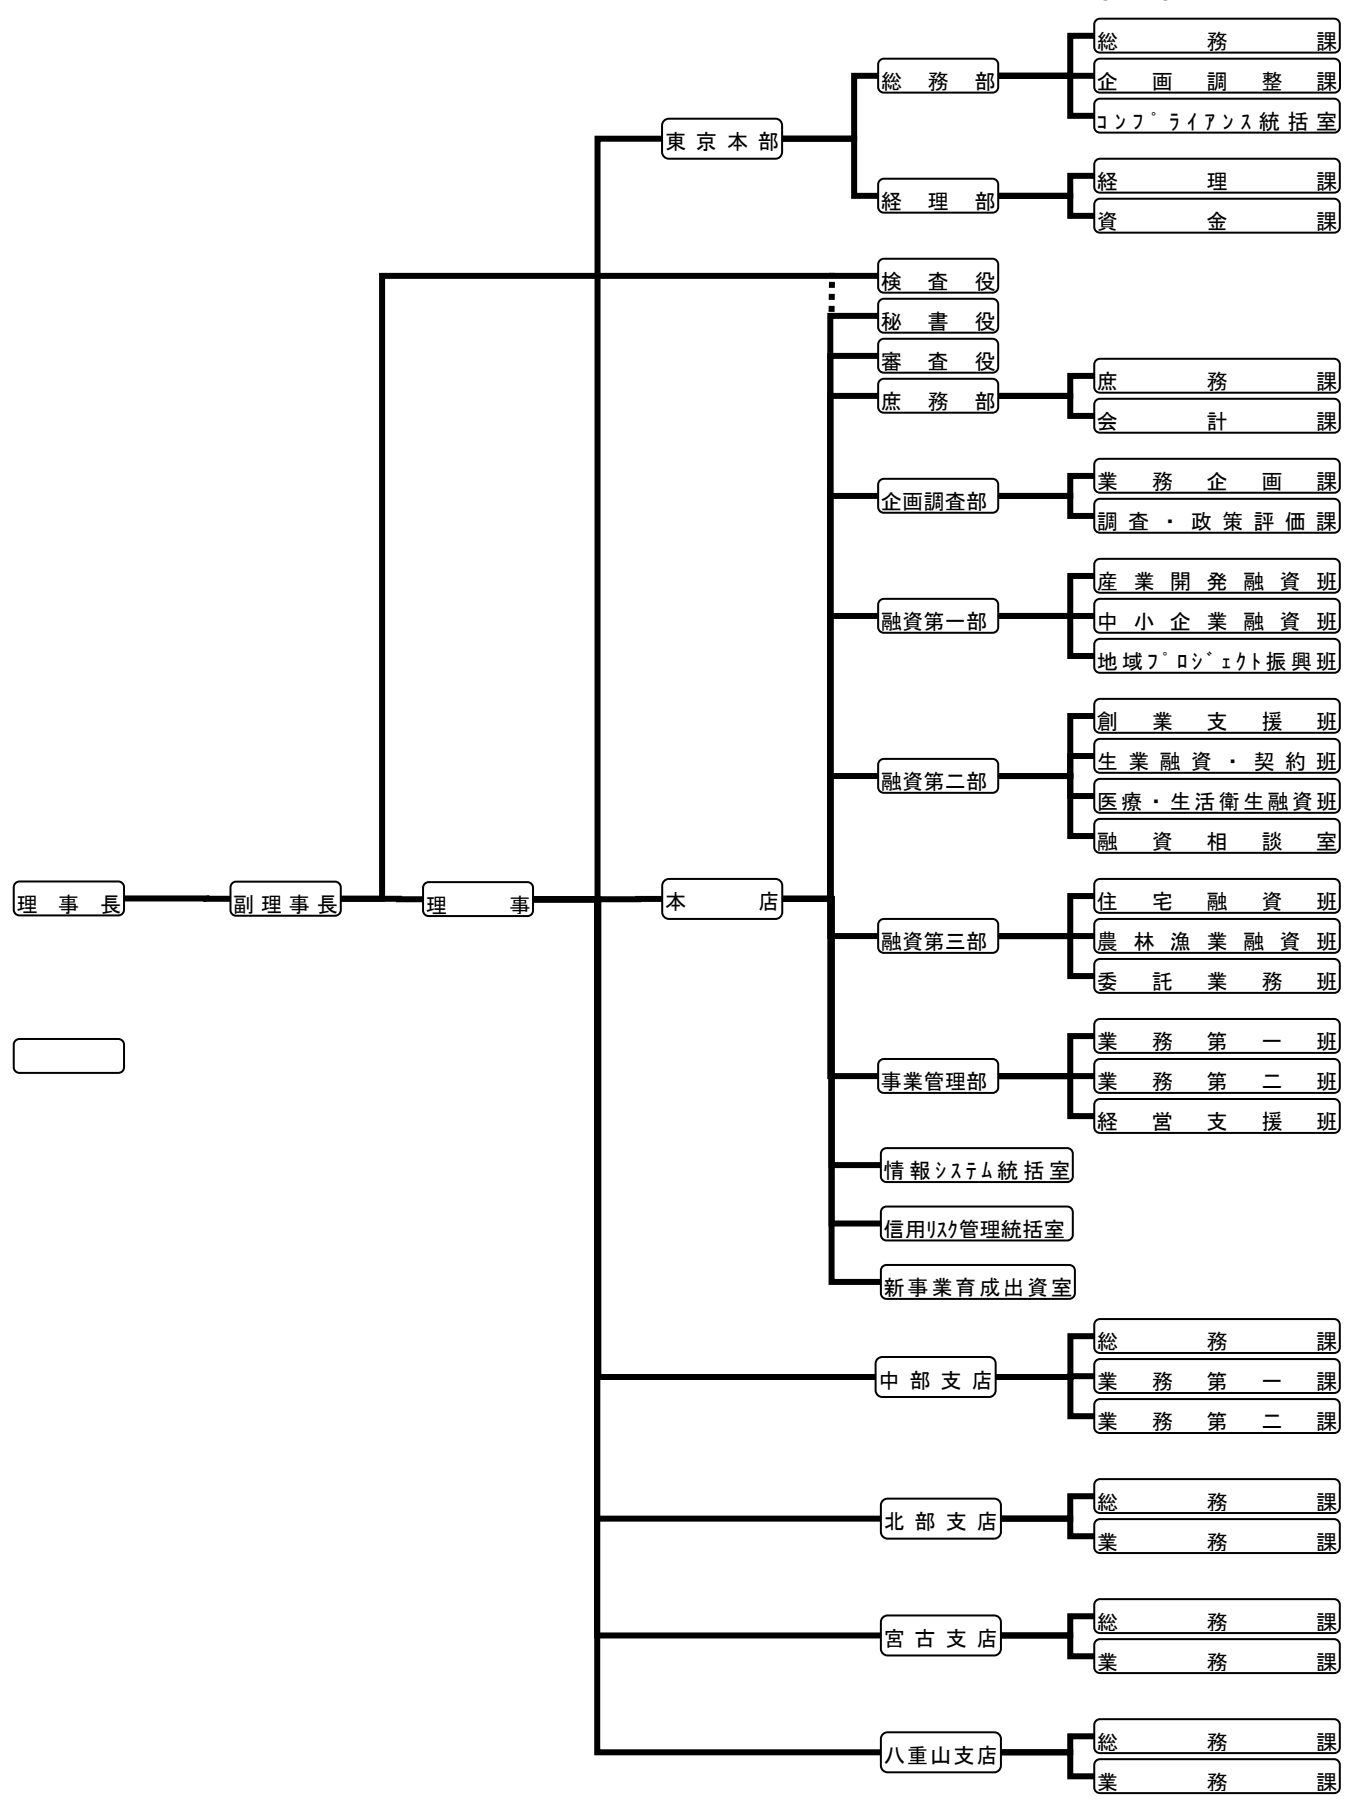 総務課
総務部
企画調整課
コンプライアンス統括室
東京本部
経理課
経理部
資金課
検査役
秘書役
審査役
庶務課
庶務部
会計課
業務企画課
企画調査部
調査・政策評価課
産業開発融資班
融資第一部
中小企業融資班
地域プロジェクト振興班
創業支援班
生業融資・契約班
融資第二部
医療・生活衛生融資班
融資相談室
理事長
副理事長
理事
本店
住宅融資班
融資第三部
農林漁業融資班
委託業務班
業務第一班
事業管理部
業務第二班
経営支援班
情報システム統括室
信用リスク管理統括室
新事業育成出資室
総務課
中部支店
業務第一課
業務第二課
総務課
北部支店
業務課
総務課
宮古支店
業務課
総務課
八重山支店
業務課